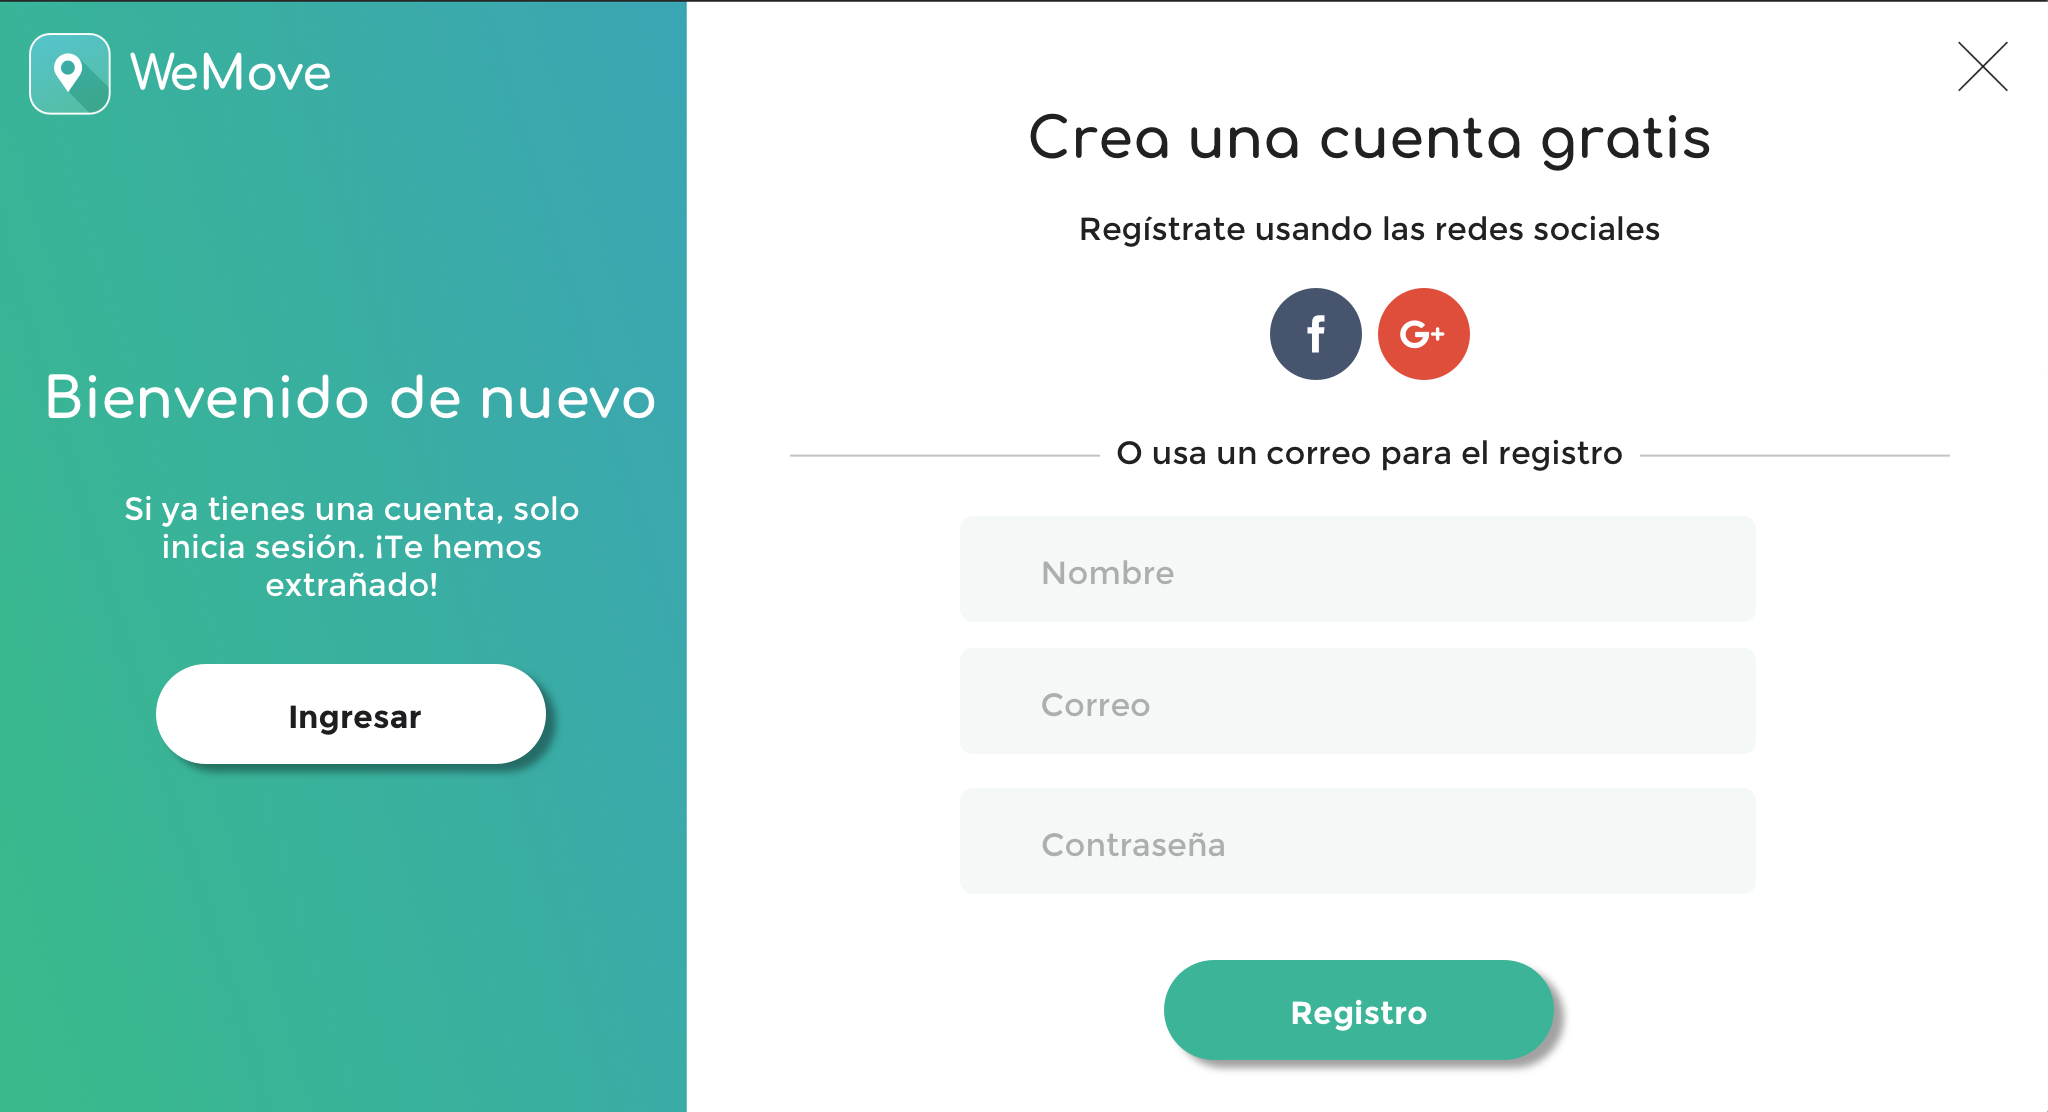 WeMove
Bienvenido de nuevo
Si ya tienes una cuenta, solo
inicia sesión. ¡Te hemos
extrañado!
Ingresar
Crea una cuenta gratis
Regístrate usando las redes sociales
f G+
O usa un correo para el registro
Nombre
Correo
Contraseña
Registro